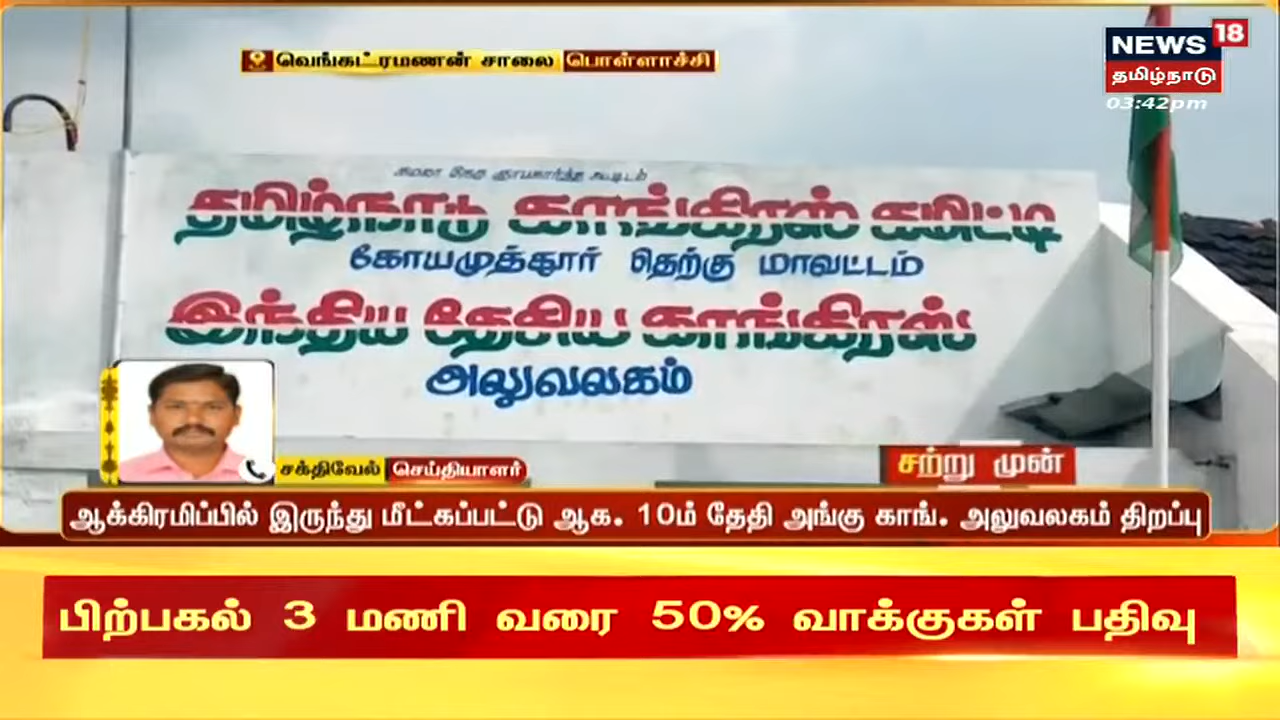 வெங்கட்ரமணன் சாலை பொள்ளாச்சி
NEWS 18
தமிழ்நாடு
03:42pm
தமிழ்நாடு காங்கிரஸ் கமிட்டி
கோயமுத்தூர் தெற்கு மாவட்டம்
இந்திய தேசிய காங்கிரஸ்
அலுவலகம்
சக்திவேல் செய்தியாளர்
சற்று முன்
ஆக்கிரமிப்பில் இருந்து மீட்கப்பட்டு ஆக. 10ம் தேதி அங்கு காங். அலுவலகம் திறப்பு
பிற்பகல் 3 மணி வரை 50% வாக்குகள் பதிவு